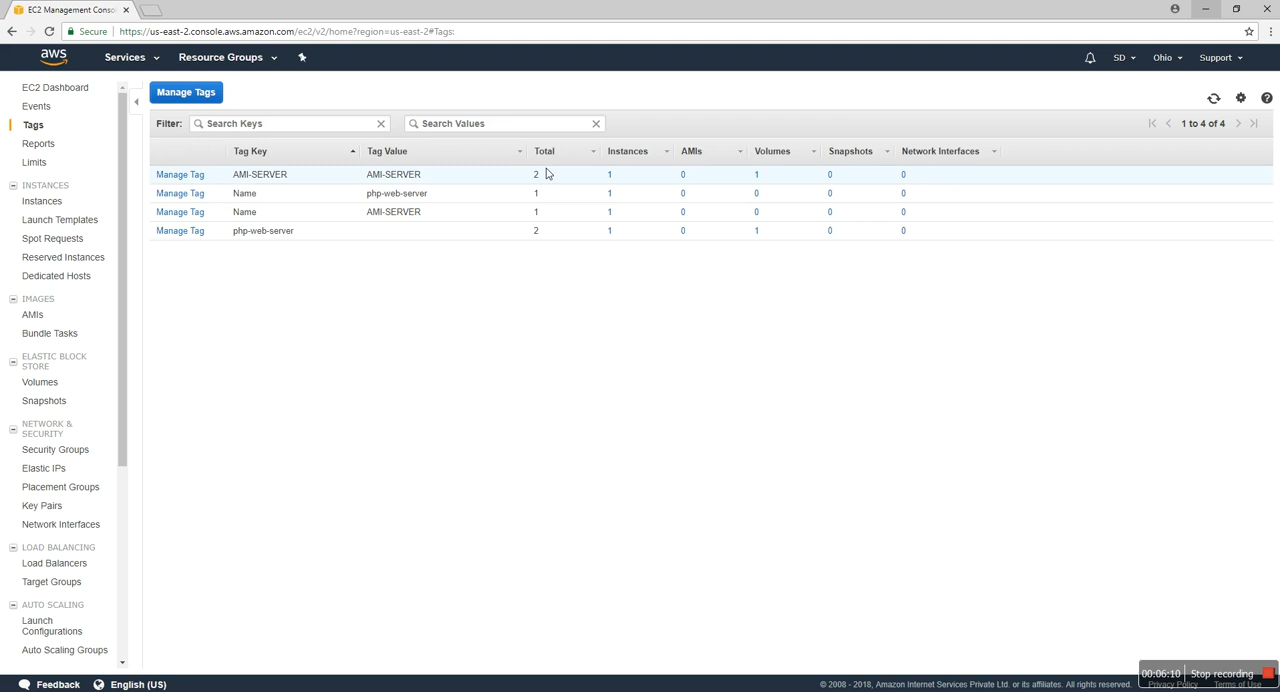 EC2 Management Conso
Secure https://us-east-2.console.aws.amazon.com/ec2/v2/home?region=us-east-2#Tags:
aws Services Resource Groups SD Ohio Support
EC2 Dashboard
Events
Tags
Reports
Limits
INSTANCES
Instances
Launch Templates
Spot Requests
Reserved Instances
Dedicated Hosts
IMAGES
AMIs
Bundle Tasks
ELASTIC BLOCK
STORE
Volumes
Snapshots
NETWORK &
SECURITY
Security Groups
Elastic IPs
Placement Groups
Key Pairs
Network Interfaces
LOAD BALANCING
Load Balancers
Target Groups
AUTO SCALING
Launch
Configurations
Auto Scaling Groups
Manage Tags
Filter: Search Keys Search Values 1 to 4 of 4
Tag Key Tag Value Total Instances AMIs Volumes Snapshots Network Interfaces
Manage Tag AMI-SERVER AMI-SERVER 2 1 0 1 0 0
Manage Tag Name php-web-server 1 1 0 0 0 0
Manage Tag Name AMI-SERVER 1 1 0 0 0 0
Manage Tag php-web-server 2 1 0 1 0 0
00:06:10 Stop recording
Feedback English (US) © 2008 - 2018, Amazon Internet Services Private Ltd. or its affiliates. All rights reserved. Privacy Policy Terms of Use